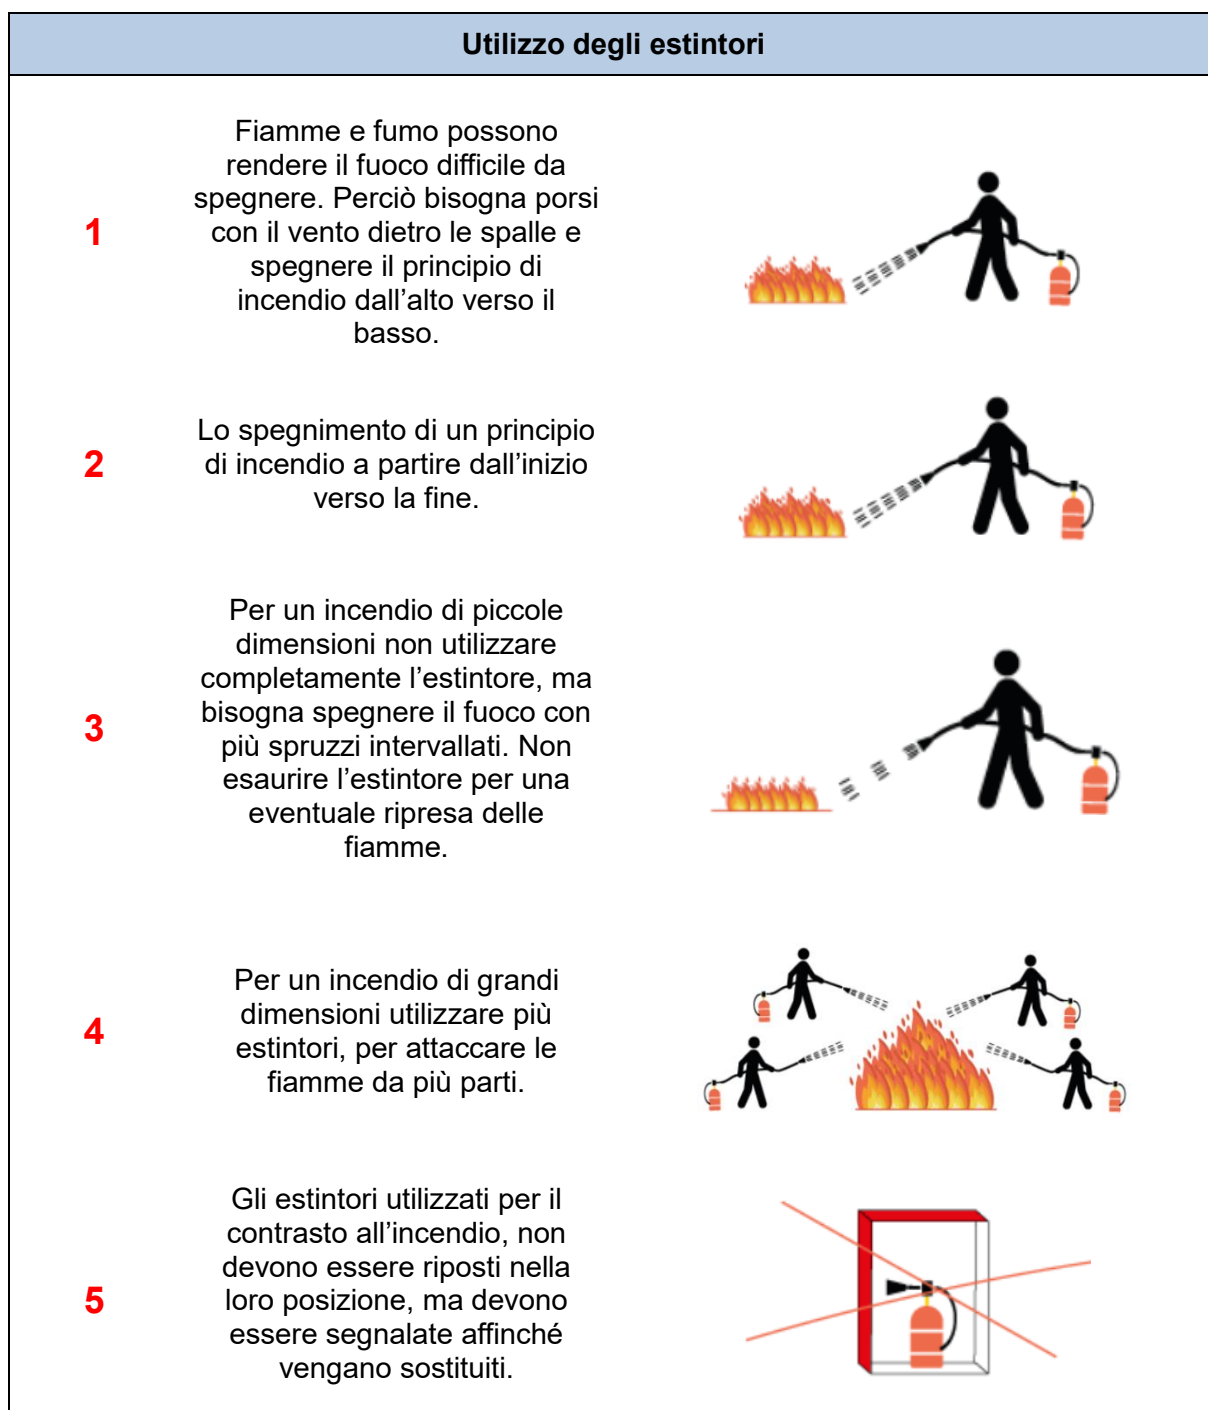 Utilizzo degli estintori
1
Fiamme e fumo possono
rendere il fuoco difficile da
spegnere. Perciò bisogna porsi
con il vento dietro le spalle e
spegnere il principio di
incendio dall’alto verso il
basso.
2
Lo spegnimento di un principio
di incendio a partire dall’inizio
verso la fine.
3
Per un incendio di piccole
dimensioni non utilizzare
completamente l’estintore, ma
bisogna spegnere il fuoco con
più spruzzi intervallati. Non
esaurire l’estintore per una
eventuale ripresa delle
fiamme.
4
Per un incendio di grandi
dimensioni utilizzare più
estintori, per attaccare le
fiamme da più parti.
5
Gli estintori utilizzati per il
contrasto all’incendio, non
devono essere riposti nella
loro posizione, ma devono
essere segnalate affinché
vengano sostituiti.